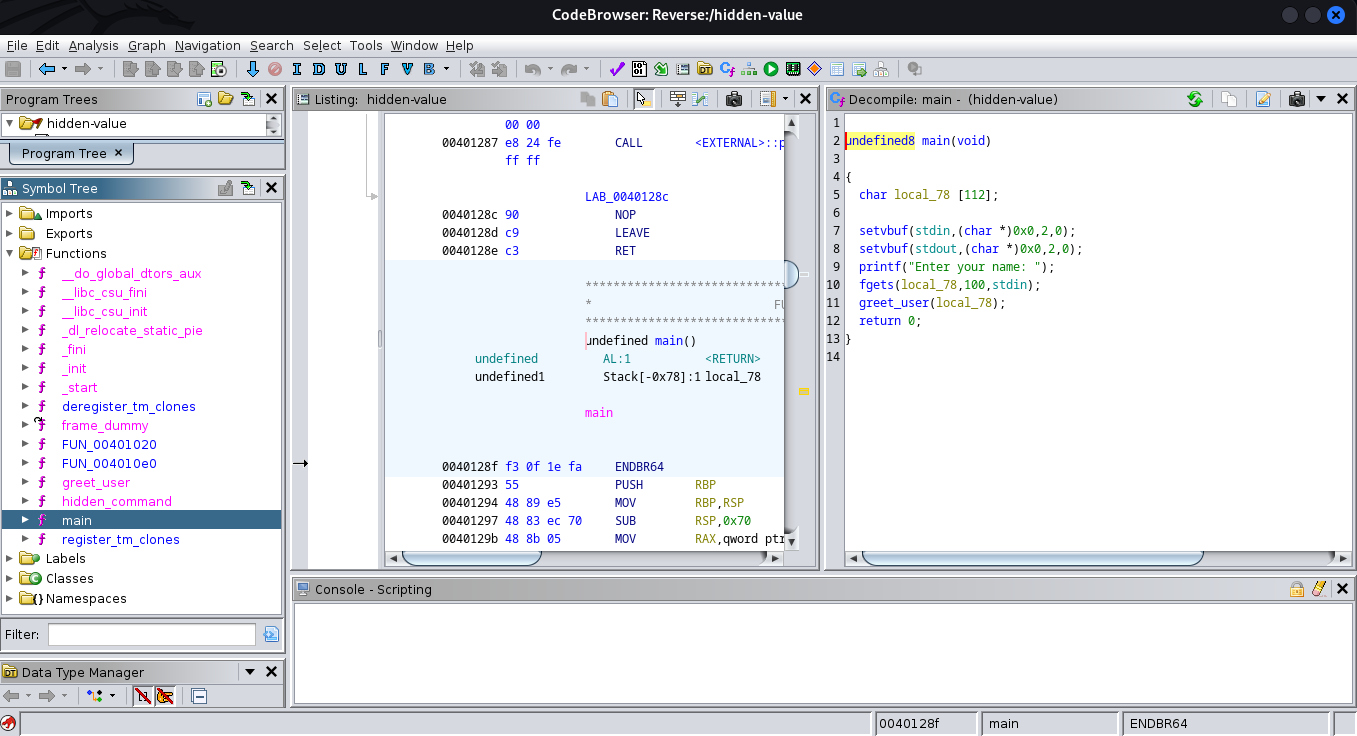 CodeBrowser: Reverse:/hidden-value
File Edit Analysis Graph Navigation Search Select Tools Window Help
I D U L F V B
Program Trees
hidden-value
Program Tree ×
Symbol Tree
Imports
Exports
Functions
f __do_global_dtors_aux
f __libc_csu_fini
f __libc_csu_init
f _dl_relocate_static_pie
f _fini
f _init
f _start
f deregister_tm_clones
f frame_dummy
f FUN_00401020
f FUN_004010e0
f greet_user
f hidden_command
f main
f register_tm_clones
Labels
Classes
Namespaces
Filter:
Data Type Manager
Listing: hidden-value
00 00
00401287 e8 24 fe CALL <EXTERNAL>::p
ff ff
LAB_0040128c
0040128c 90 NOP
0040128d c9 LEAVE
0040128e c3 RET
*****************************
* FU
*****************************
undefined main()
undefined AL:1 <RETURN>
undefined1 Stack[-0x78]:1 local_78
main
0040128f f3 0f 1e fa ENDBR64
00401293 55 PUSH RBP
00401294 48 89 e5 MOV RBP,RSP
00401297 48 83 ec 70 SUB RSP,0x70
0040129b 48 8b 05 MOV RAX,qword ptr
Decompile: main - (hidden-value)
1
2 undefined8 main(void)
3
4 {
5 char local_78 [112];
6
7 setvbuf(stdin,(char *)0x0,2,0);
8 setvbuf(stdout,(char *)0x0,2,0);
9 printf("Enter your name: ");
10 fgets(local_78,100,stdin);
11 greet_user(local_78);
12 return 0;
13 }
14
Console - Scripting
0040128f main ENDBR64